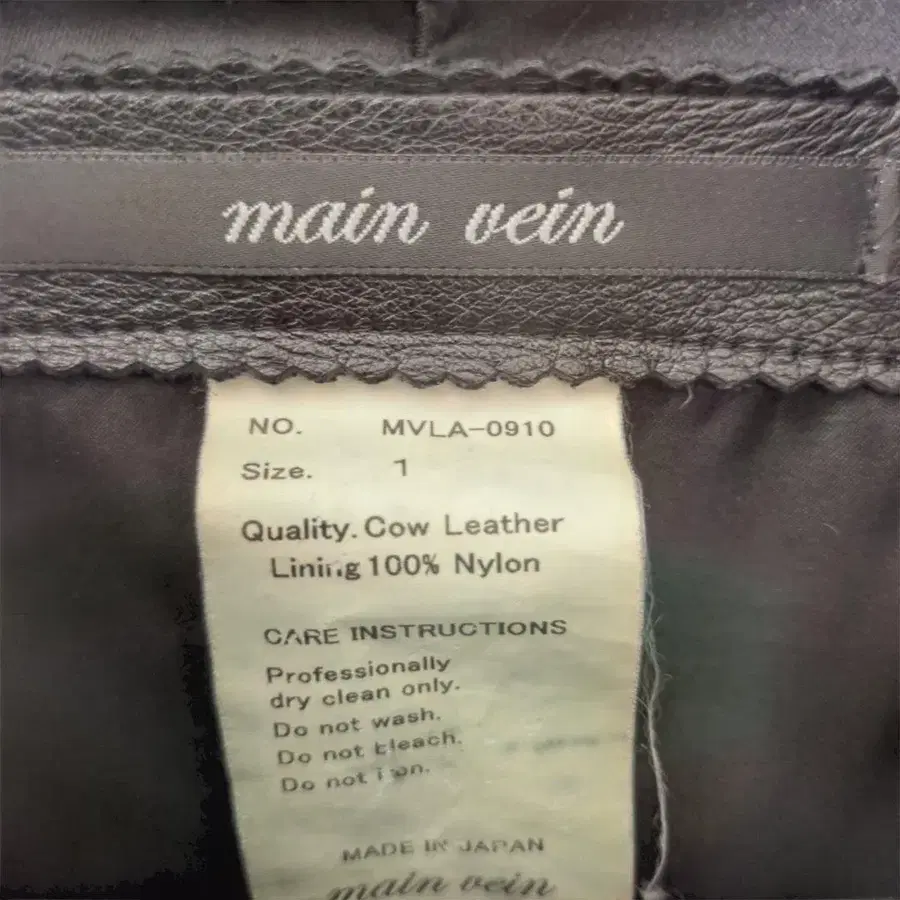 main vein
NO. MVLA-0910
Size. 1
Quality. Cow Leather
Lining 100% Nylon
CARE INSTRUCTIONS
Professionally
dry clean only.
Do not wash.
Do not bleach.
Do not iron.
MADE IN JAPAN
main vein